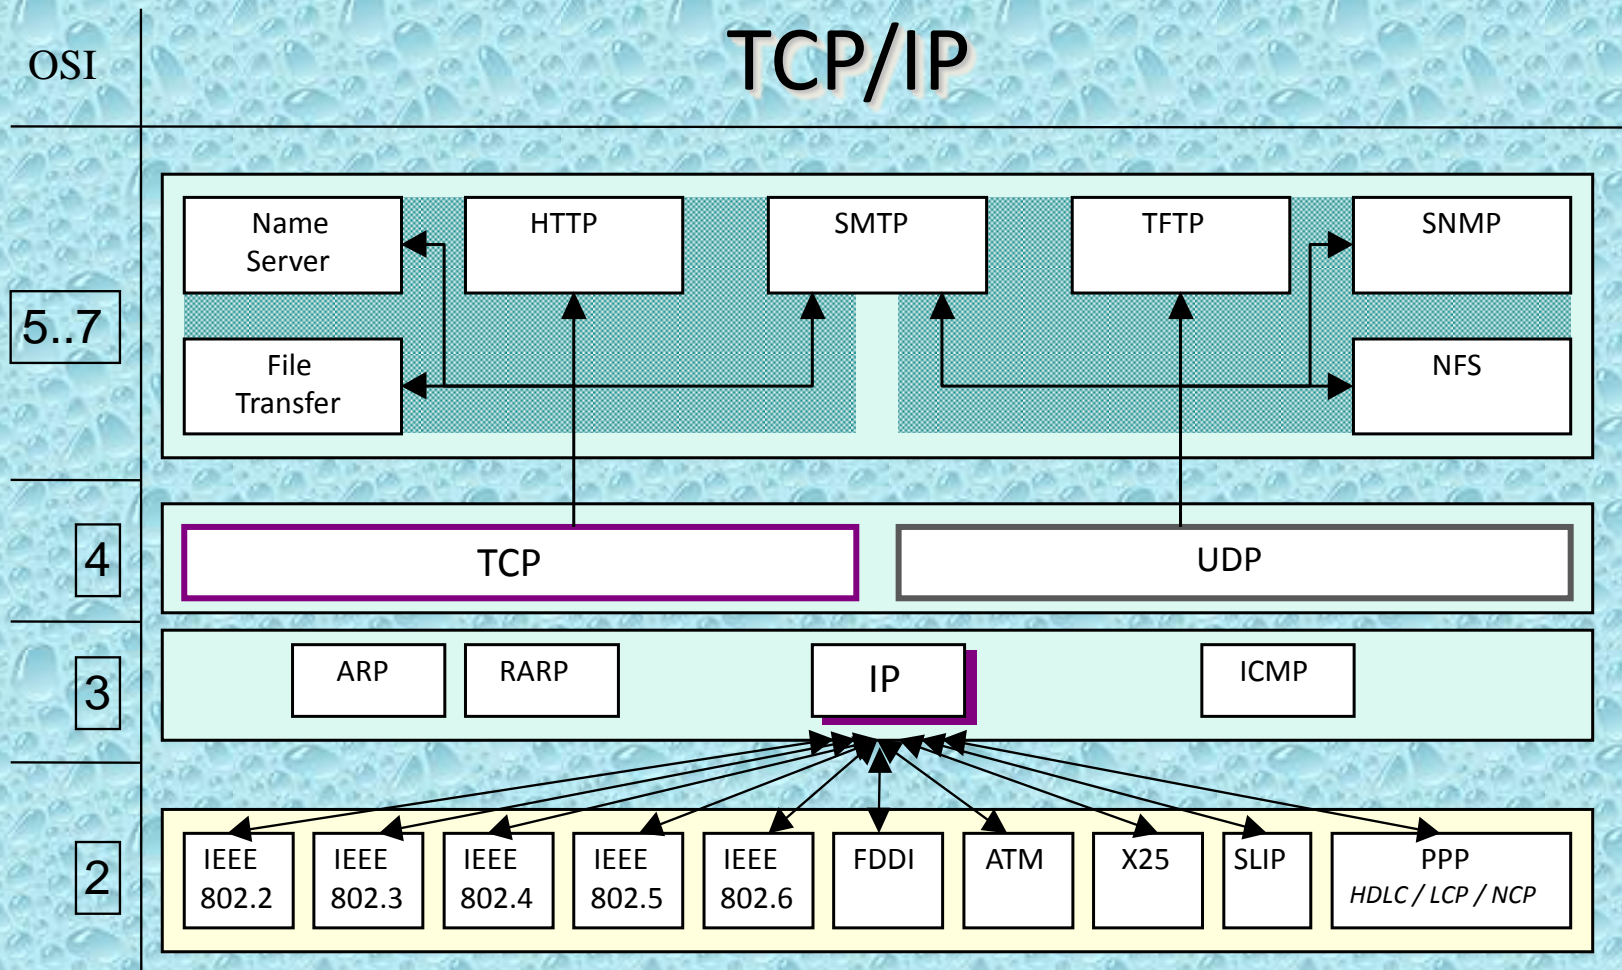 OSI
TCP/IP
5..7
Name
Server
HTTP
SMTP
TFTP
SNMP
File
Transfer
NFS
4
TCP
UDP
3
ARP
RARP
IP
ICMP
2
IEEE
802.2
IEEE
802.3
IEEE
802.4
IEEE
802.5
IEEE
802.6
FDDI
ATM
X25
SLIP
PPP
HDLC / LCP / NCP